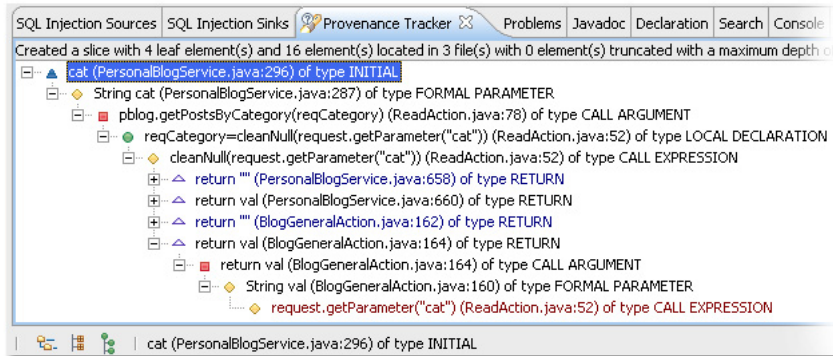 SQL Injection Sources SQL Injection Sinks Provenance Tracker Problems Javadoc Declaration Search Console
Created a slice with 4 leaf element(s) and 16 element(s) located in 3 file(s) with 0 element(s) truncated with a maximum depth
cat (PersonalBlogService.java:296) of type INITIAL
String cat (PersonalBlogService.java:287) of type FORMAL PARAMETER
pblog.getPostsByCategory(reqCategory) (ReadAction.java:78) of type CALL ARGUMENT
reqCategory=cleanNull(request.getParameter("cat")) (ReadAction.java:52) of type LOCAL DECLARATION
cleanNull(request.getParameter("cat")) (ReadAction.java:52) of type CALL EXPRESSION
return "" (PersonalBlogService.java:658) of type RETURN
return val (PersonalBlogService.java:660) of type RETURN
return "" (BlogGeneralAction.java:162) of type RETURN
return val (BlogGeneralAction.java:164) of type RETURN
return val (BlogGeneralAction.java:164) of type CALL ARGUMENT
String val (BlogGeneralAction.java:160) of type FORMAL PARAMETER
request.getParameter("cat") (ReadAction.java:52) of type CALL EXPRESSION
cat (PersonalBlogService.java:296) of type INITIAL